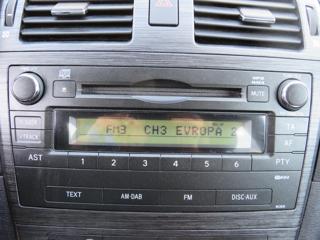 MUTE
FM3 CH3 EVROPA 2
TRACK
TA
AF
AST
1 2 3 4 5 6
PTY
TEXT AM·DAB FM DISC·AUX